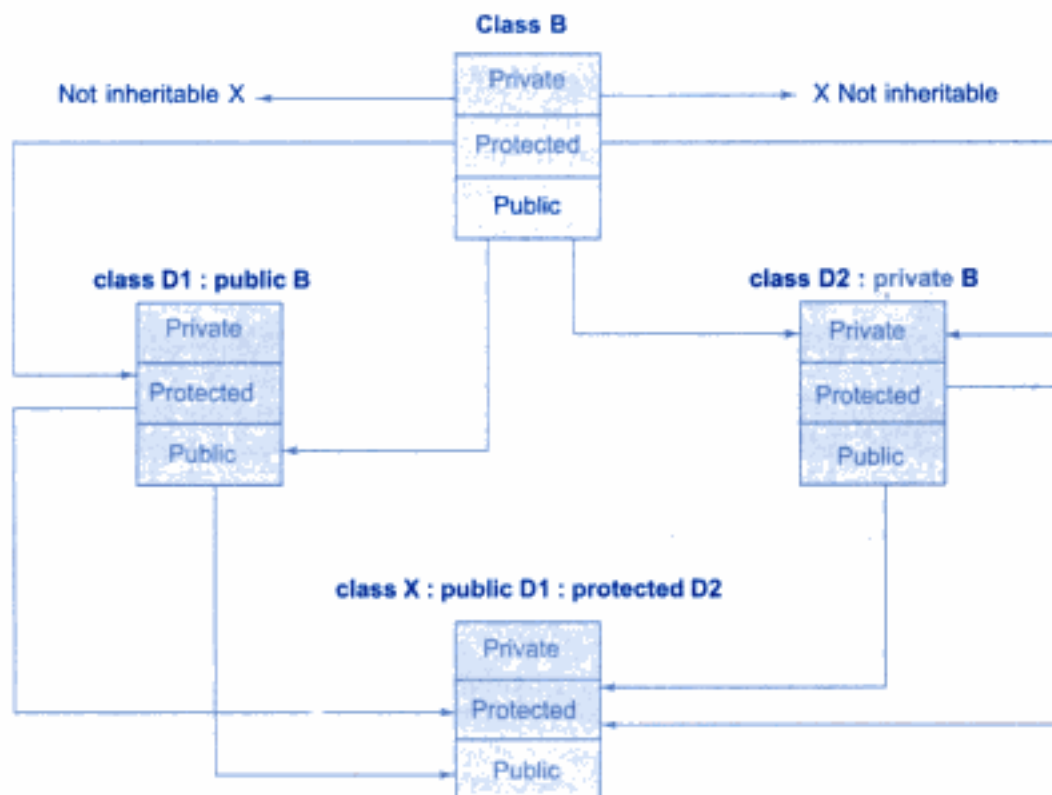 Class B
Private
Not inheritable X
X Not inheritable
Protected
Public
class D1 : public B
class D2 : private B
Private
Protected
Public
Private
Protected
Public
class X : public D1 : protected D2
Private
Protected
Public